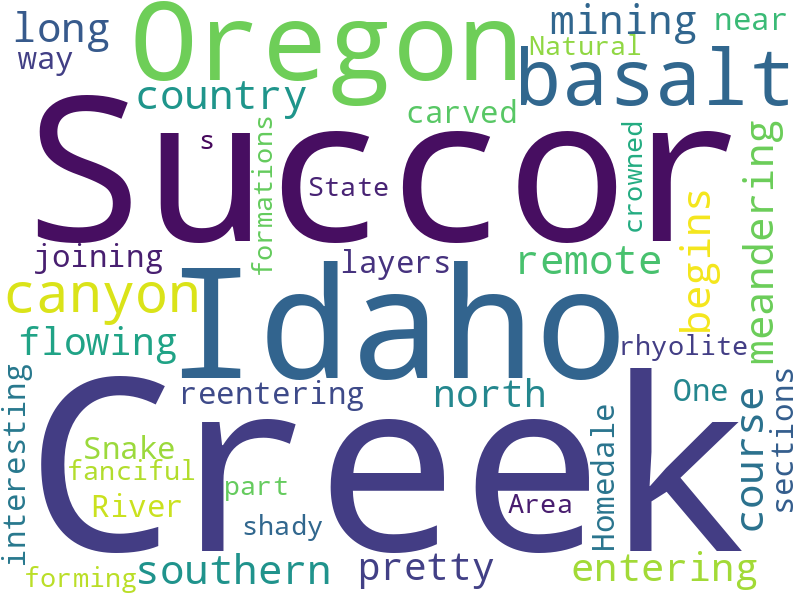 long
Oregon
mining
near
way
Natural
basalt
country
carved
Succor
s
formations
crowned
meandering
State
begins
joining
layers
remote
canyon
Idaho
flowing
rhyolite
reentering
north
One
interesting
Creek
sections
course
Homedale
Snake
fanciful
River
part
Area
shady
forming
southern
pretty
entering